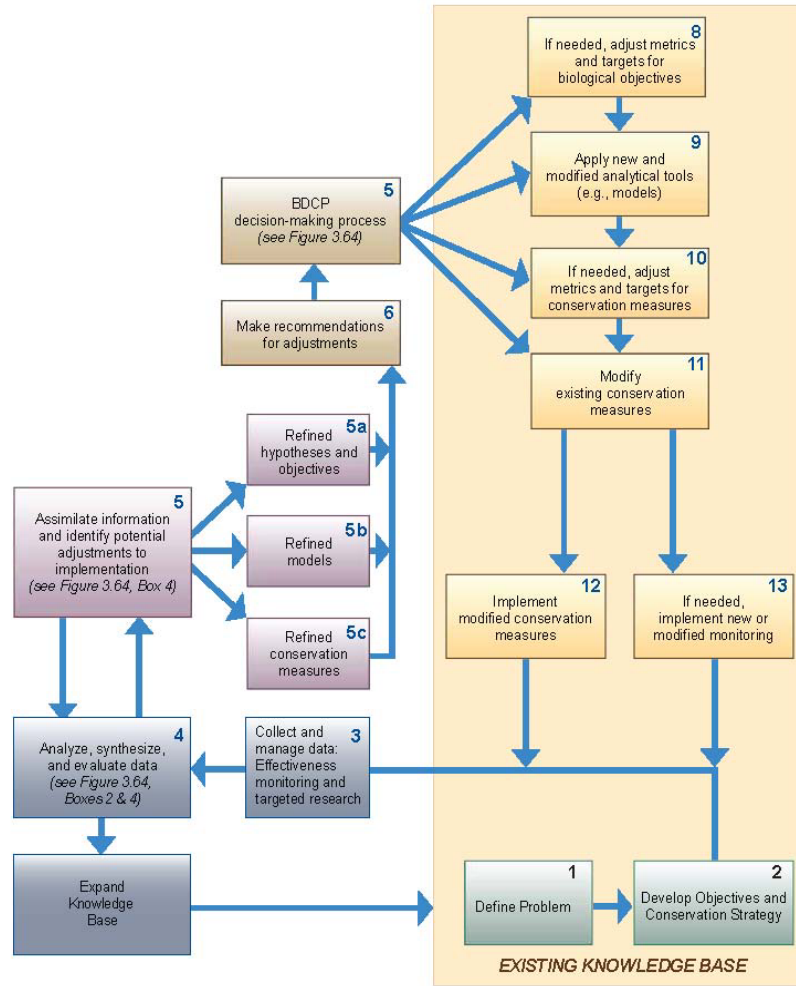 8
If needed, adjust metrics
and targets for
biological objectives
9
Apply new and
modified analytical tools
(e.g., models)
5
BDCP
decision-making process
(see Figure 3.64)
10
If needed, adjust
metrics and targets for
conservation measures
6
Make recommendations
for adjustments
11
Modify
existing conservation
measures
5a
Refined
hypotheses and
objectives
5
Assimilate information
and identify potential
adjustments to
implementation
(see Figure 3.64, Box 4)
5b
Refined
models
5c
Refined
conservation
measures
12
Implement
modified conservation
measures
13
If needed,
implement new or
modified monitoring
4
Analyze, synthesize,
and evaluate data
(see Figure 3.64,
Boxes 2 & 4)
3
Collect and
manage data:
Effectiveness
monitoring and
targeted research
Expand
Knowledge
Base
1
Define Problem
2
Develop Objectives and
Conservation Strategy
EXISTING KNOWLEDGE BASE